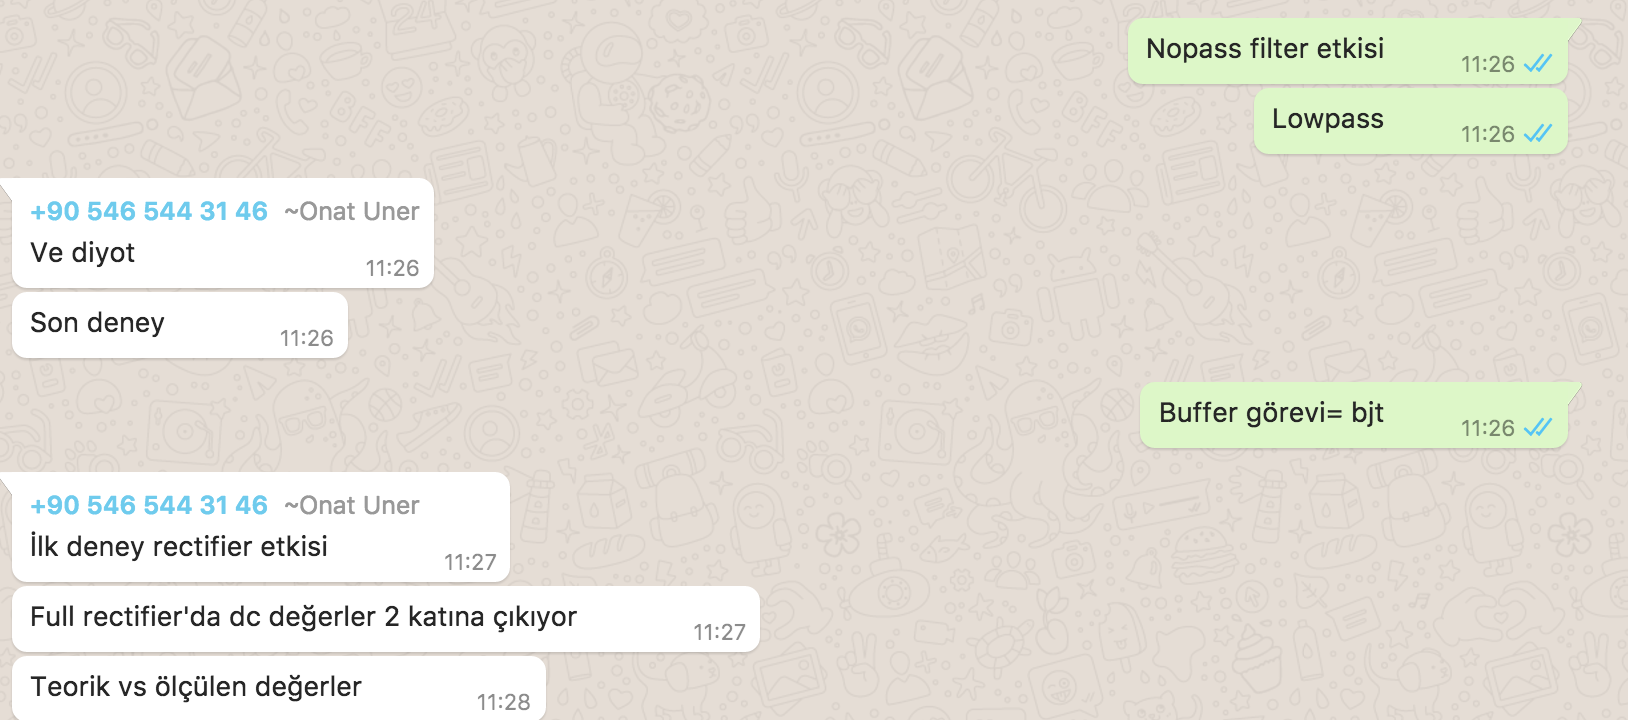 Nopass filter etkisi
11:26
Lowpass
11:26
+90 546 544 31 46 ~Onat Uner
Ve diyot
11:26
Son deney
11:26
Buffer görevi= bjt
11:26
+90 546 544 31 46 ~Onat Uner
İlk deney rectifier etkisi
11:27
Full rectifier'da dc değerler 2 katına çıkıyor
11:27
Teorik vs ölçülen değerler
11:28